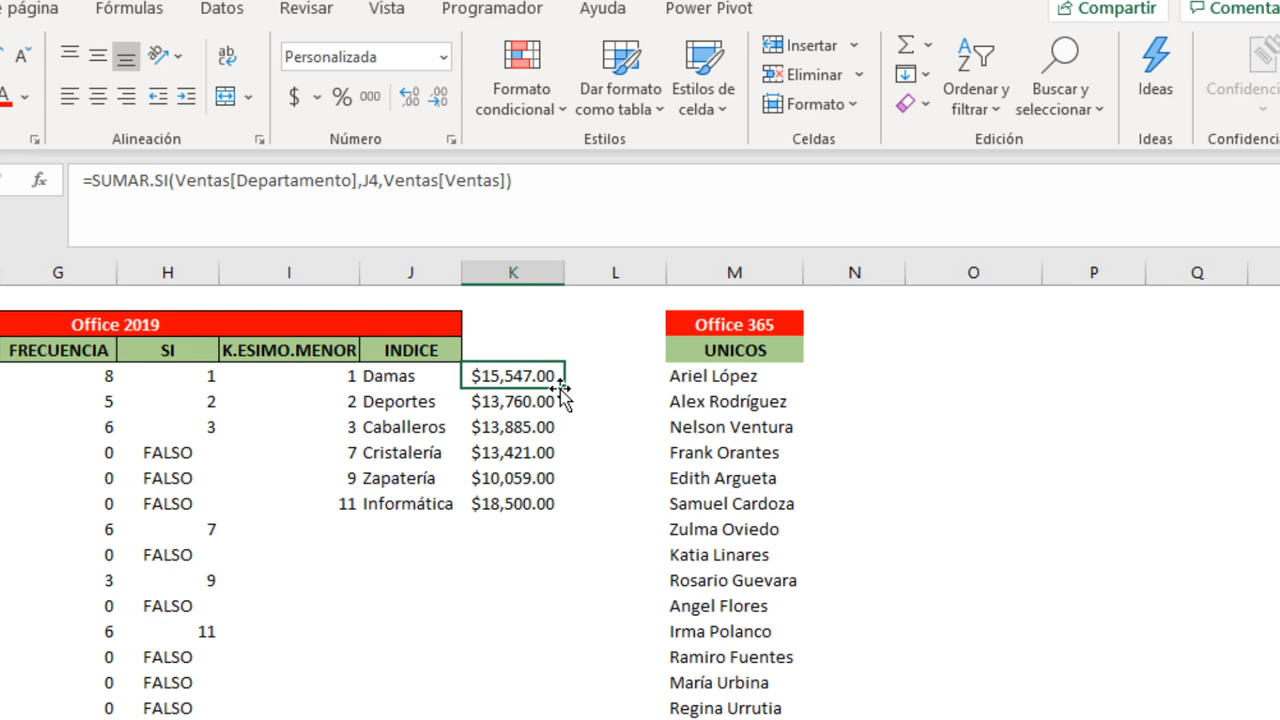 e página Fórmulas Datos Revisar Vista Programador Ayuda Power Pivot Compartir Comenta
A A ab Personalizada Insertar Σ A Z
Eliminar
$ % 000 Formato Dar formato Estilos de Formato Ordenar y Buscar y Ideas Confidenci
condicional como tabla celda filtrar seleccionar
Alineación Número Estilos Celdas Edición Ideas Confidenc
fx =SUMAR.SI(Ventas[Departamento],J4,Ventas[Ventas])
G H I J K L M N O P Q
Office 2019 Office 365
FRECUENCIA SI K.ESIMO.MENOR INDICE UNICOS
8 1 1 Damas $15,547.00 Ariel López
5 2 2 Deportes $13,760.00 Alex Rodríguez
6 3 3 Caballeros $13,885.00 Nelson Ventura
0 FALSO 7 Cristalería $13,421.00 Frank Orantes
0 FALSO 9 Zapatería $10,059.00 Edith Argueta
0 FALSO 11 Informática $18,500.00 Samuel Cardoza
6 7 Zulma Oviedo
0 FALSO Katia Linares
3 9 Rosario Guevara
0 FALSO Angel Flores
6 11 Irma Polanco
0 FALSO Ramiro Fuentes
0 FALSO María Urbina
0 FALSO Regina Urrutia